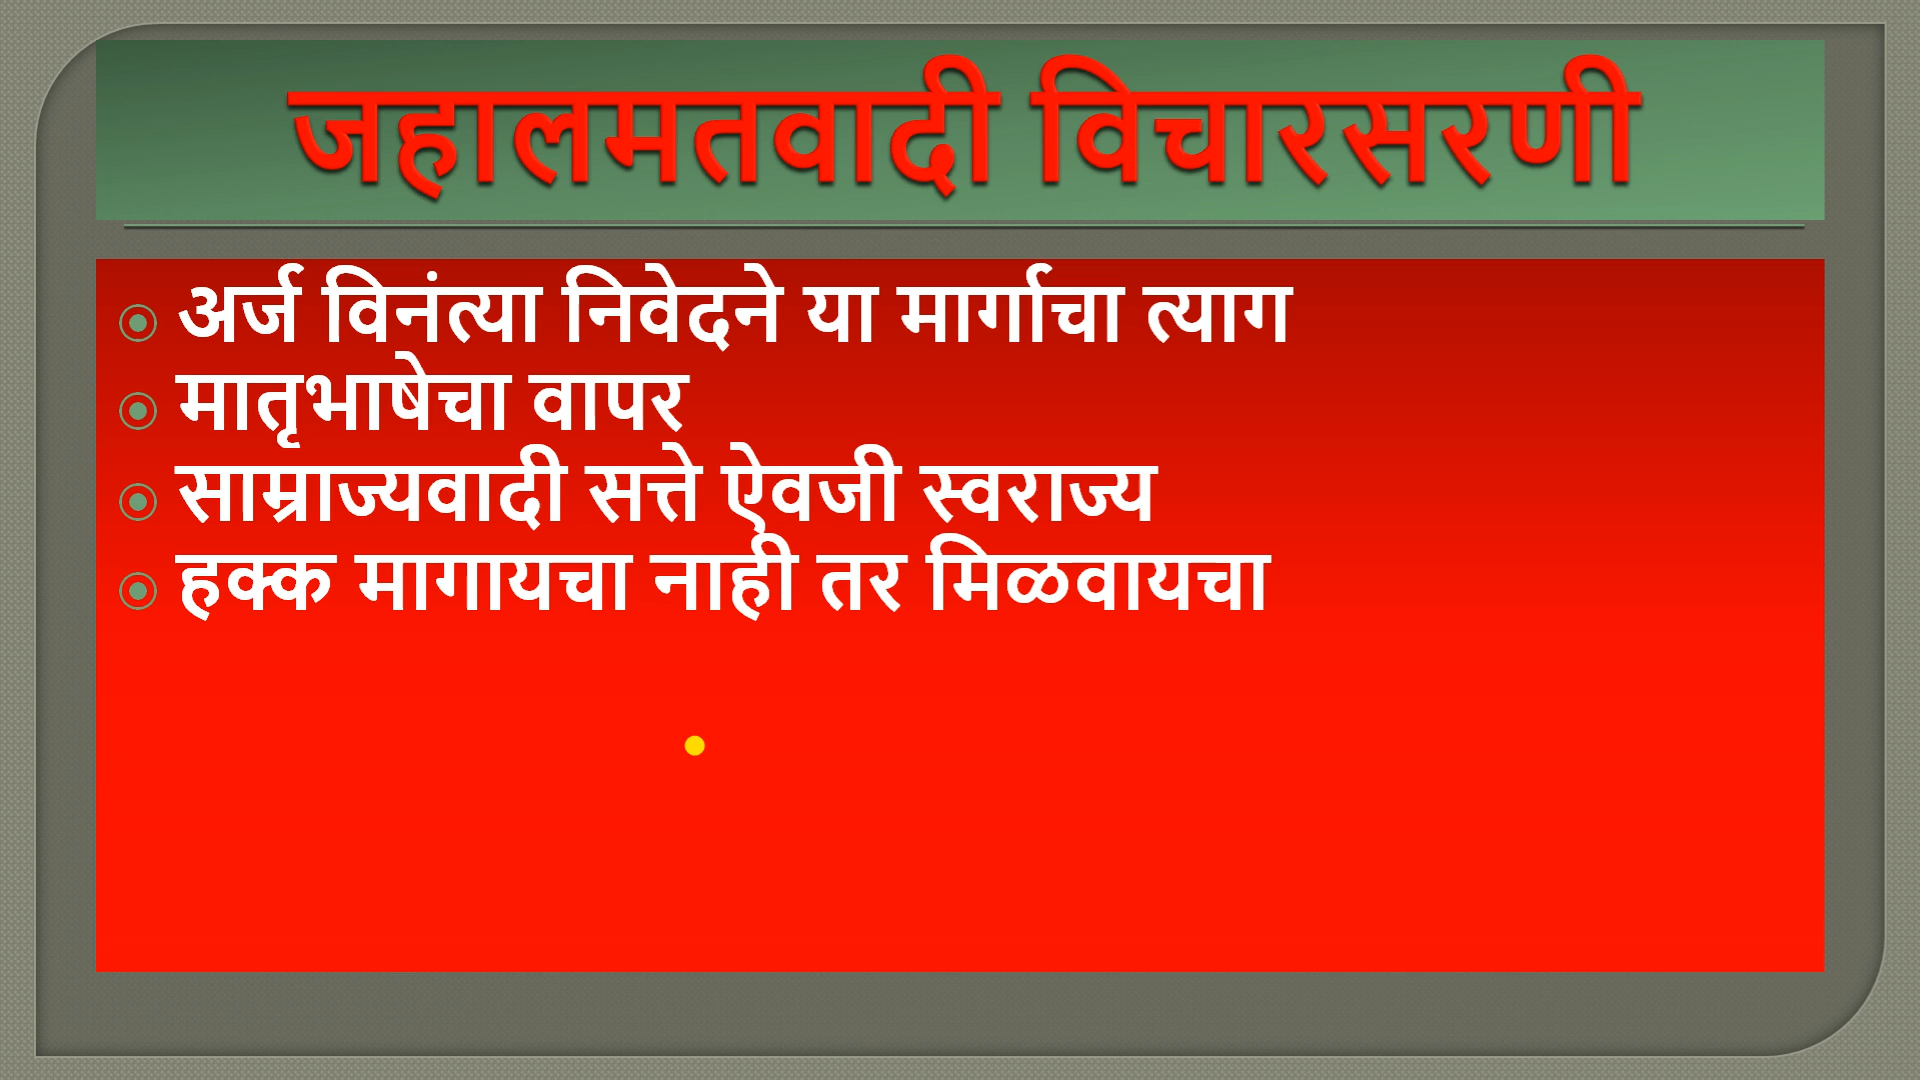 जहालमतवादी विचारसरणी
अर्ज विनंत्या निवेदने या मार्गाचा त्याग
मातृभाषेचा वापर
साम्राज्यवादी सत्ते ऐवजी स्वराज्य
हक्क मागायचा नाही तर मिळवायचा